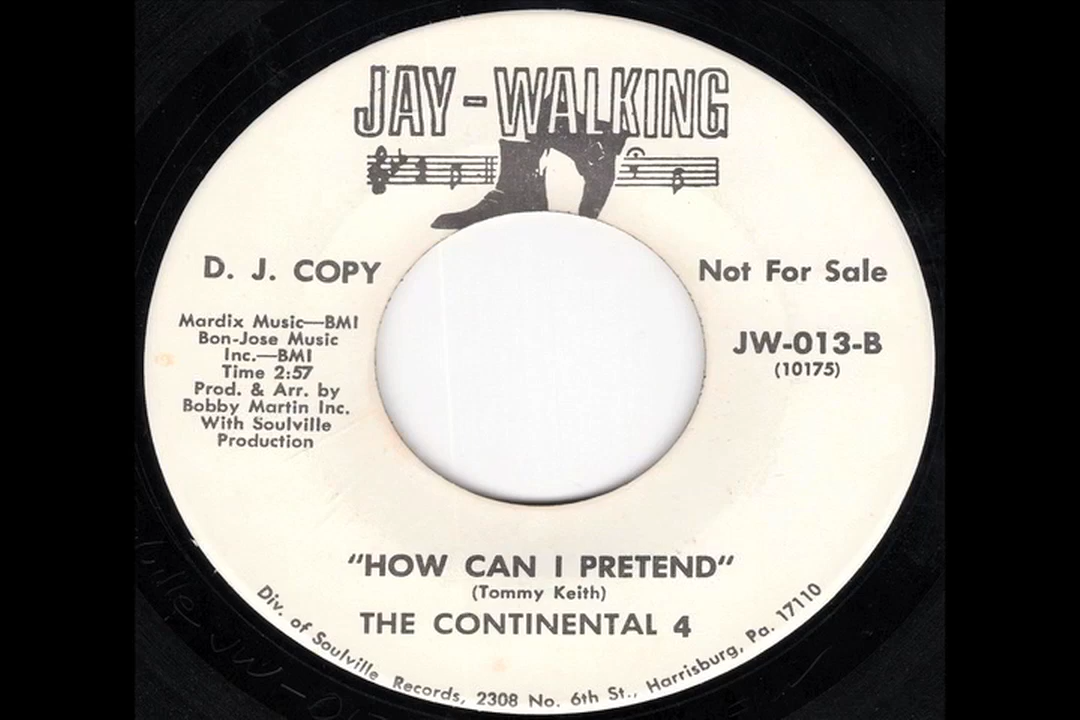 JAY-WALKING
D. J. COPY
Not For Sale
Mardix Music—BMI
Bon-Jose Music
Inc.—BMI
Time 2:57
Prod. & Arr. by
Bobby Martin Inc.
With Soulville
Production
JW-013-B
(10175)
"HOW CAN I PRETEND"
(Tommy Keith)
THE CONTINENTAL 4
Div. of Soulville Records, 2308 No. 6th St., Harrisburg, Pa. 17110